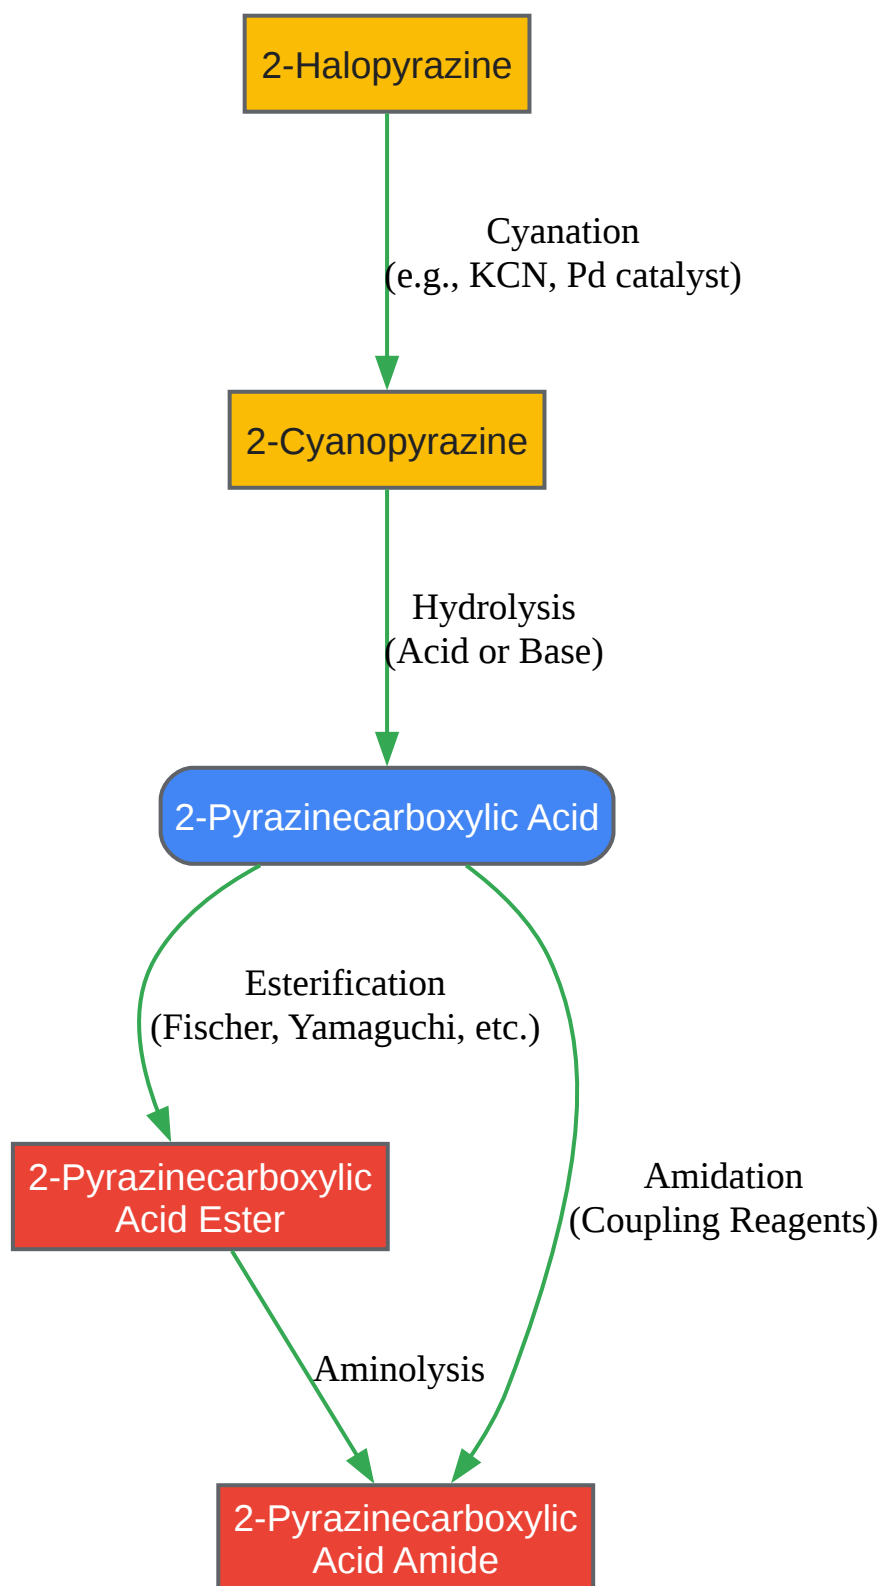 2-Halopyrazine
Cyanation
(e.g., KCN, Pd catalyst)
2-Cyanopyrazine
Hydrolysis
(Acid or Base)
2-Pyrazinecarboxylic Acid
Esterification
(Fischer, Yamaguchi, etc.)
2-Pyrazinecarboxylic
Acid Ester
Amidation
(Coupling Reagents)
Aminolysis
2-Pyrazinecarboxylic
Acid Amide